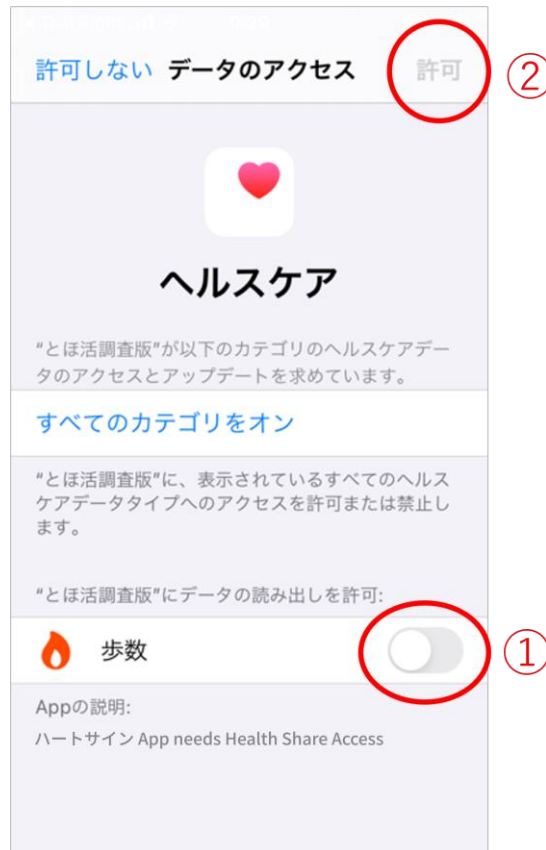 許可しない データのアクセス 許可 ②
ヘルスケア
“とほ活調査版”が以下のカテゴリのヘルスケアデー
タのアクセスとアップデートを求めています。
すべてのカテゴリをオン
“とほ活調査版”に、表示されているすべてのヘルス
ケアデータタイプへのアクセスを許可または禁止し
ます。
“とほ活調査版”にデータの読み出しを許可:
歩数 ①
Appの説明:
ハートサイン App needs Health Share Access